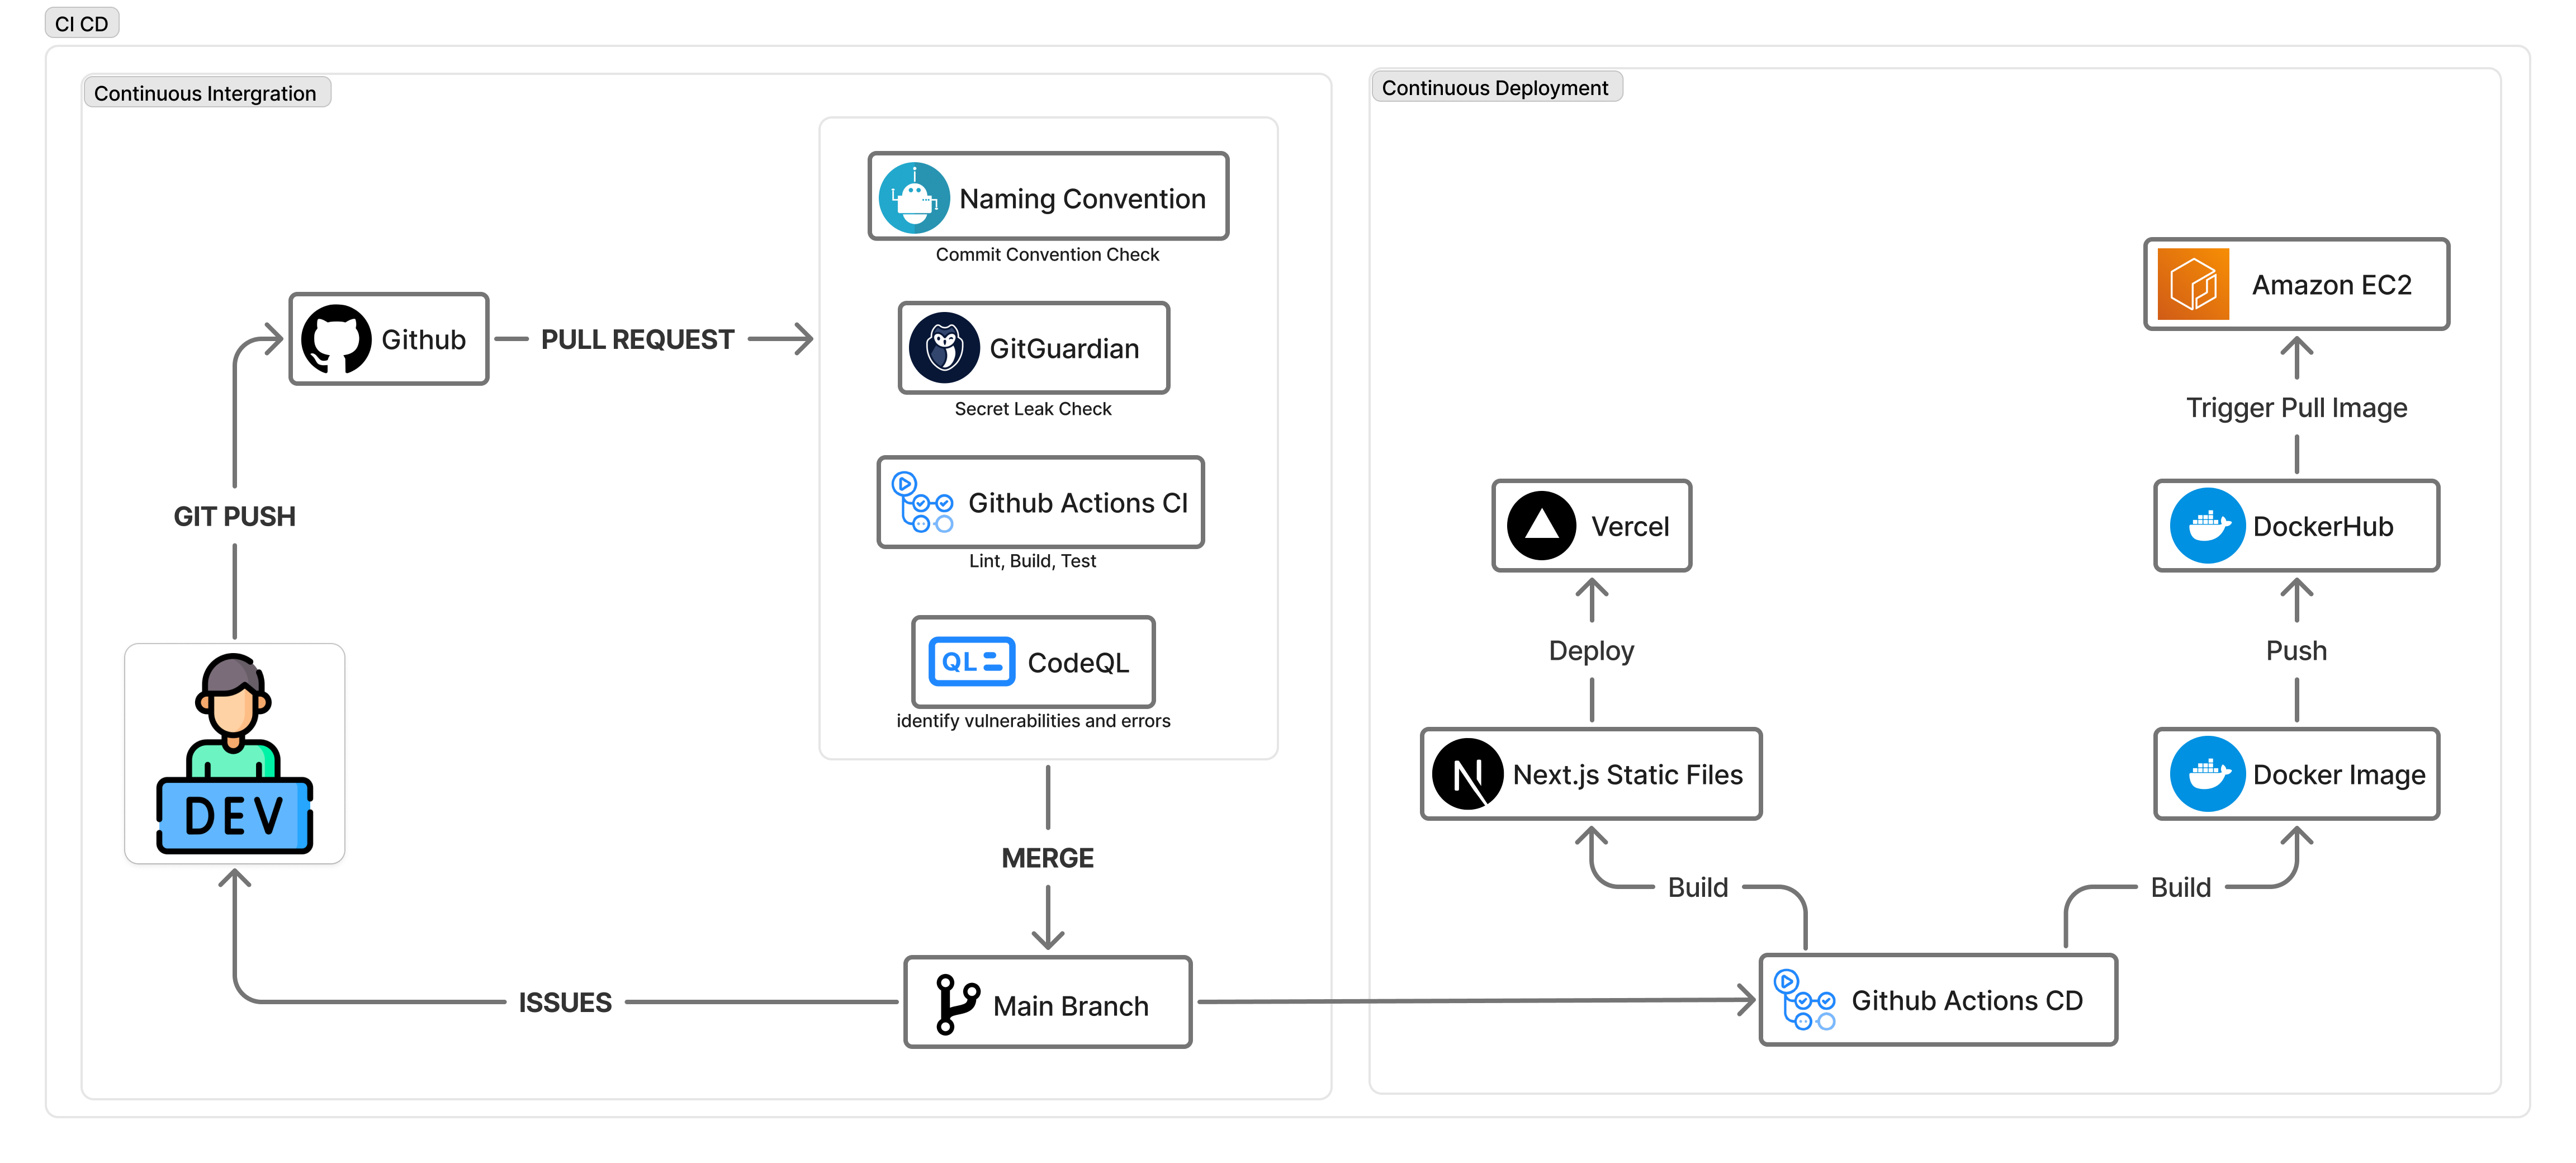 CI CD
Continuous Intergration
Naming Convention
Commit Convention Check
Github
PULL REQUEST
GitGuardian
Secret Leak Check
Github Actions CI
Lint, Build, Test
GIT PUSH
QL
CodeQL
identify vulnerabilities and errors
DEV
MERGE
ISSUES
Main Branch
Continuous Deployment
Amazon EC2
Trigger Pull Image
Vercel
DockerHub
Deploy
Push
N
Next.js Static Files
Docker Image
Build
Build
Github Actions CD